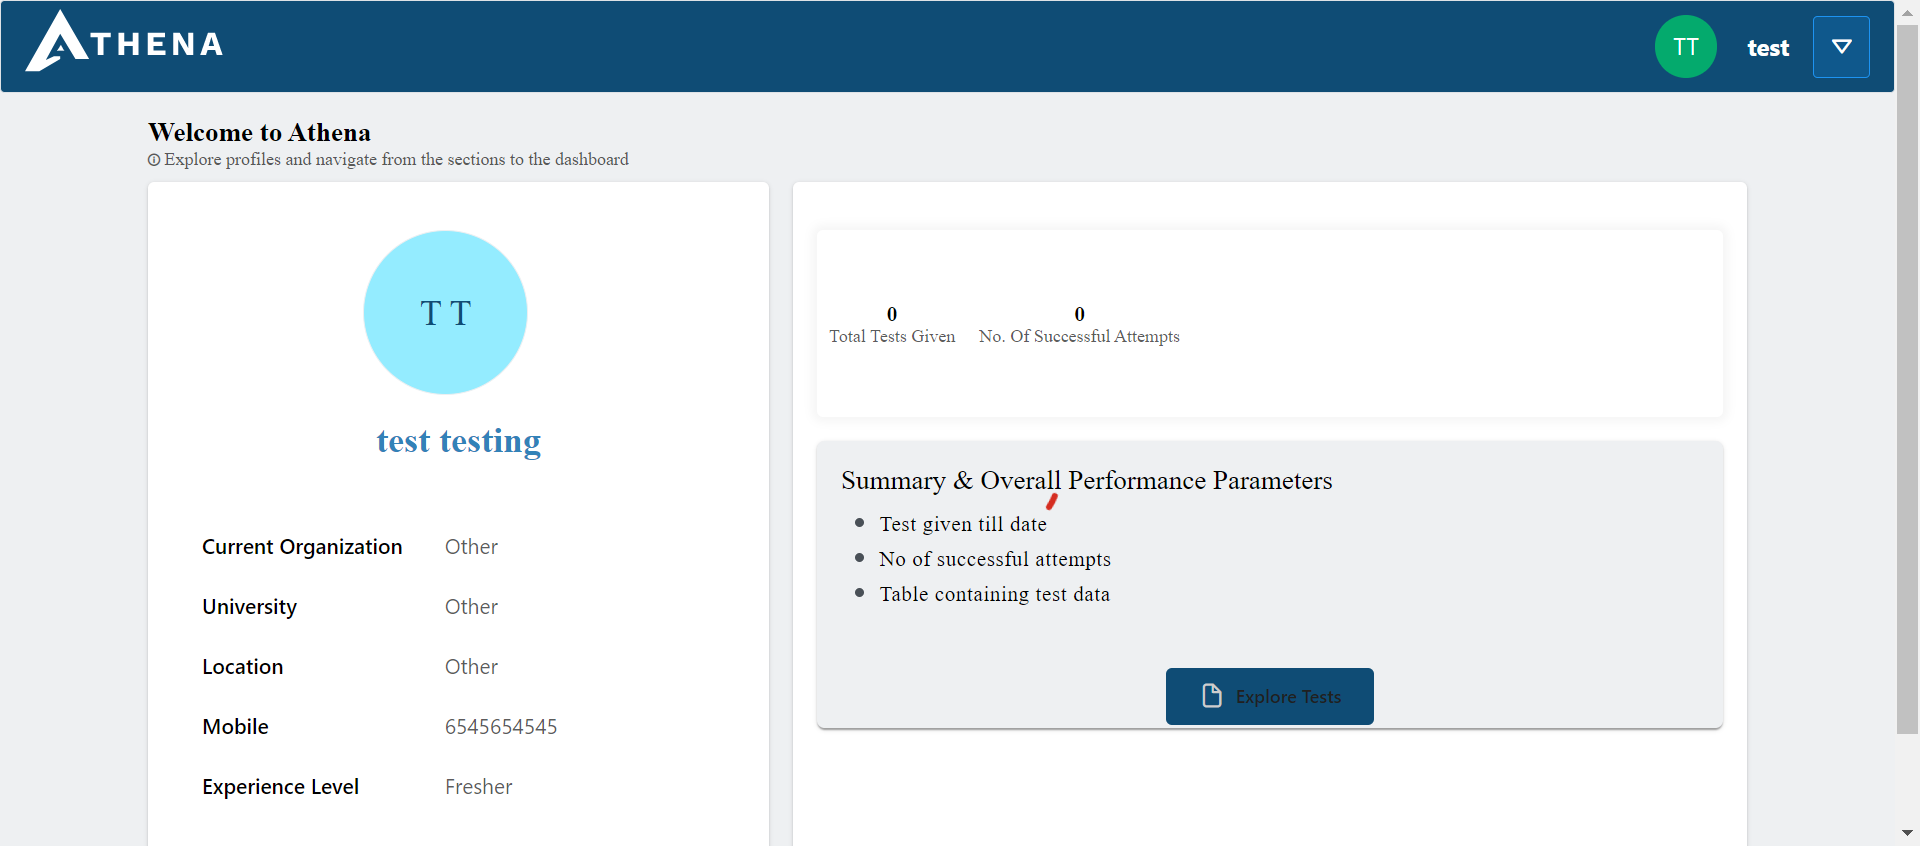 ATHENA
TT
test
Welcome to Athena
Explore profiles and navigate from the sections to the dashboard
T T
test testing
Current Organization Other
University Other
Location Other
Mobile 6545654545
Experience Level Fresher
0 0
Total Tests Given No. Of Successful Attempts
Summary & Overall Performance Parameters
Test given till date
No of successful attempts
Table containing test data
Explore Tests